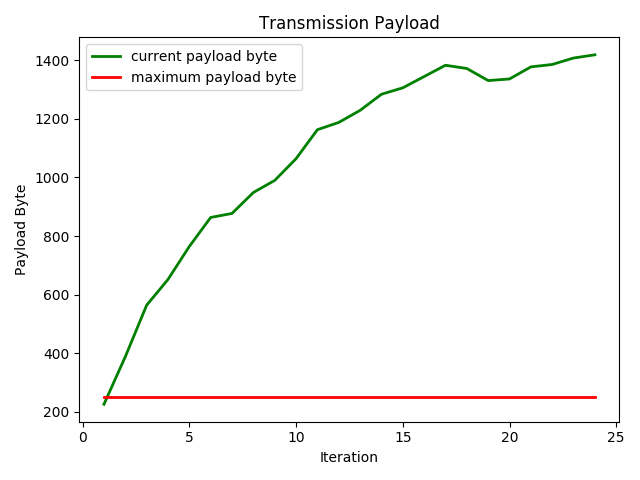 Transmission Payload
current payload byte
maximum payload byte
Payload Byte
1400
1200
1000
800
600
400
200
0
5
10
15
20
25
Iteration